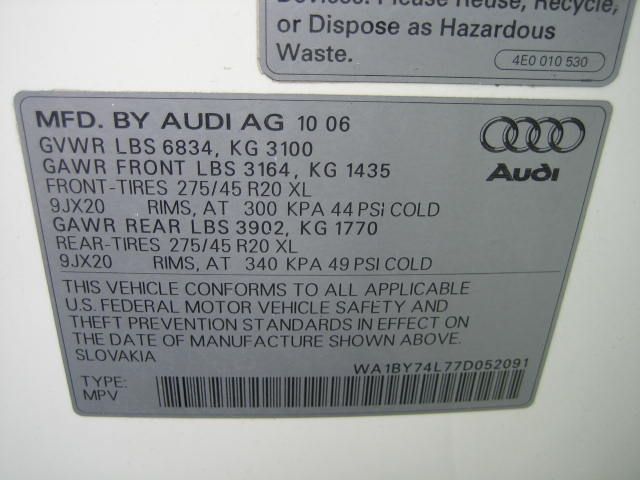 Devices. Please Reuse, Recycle,
or Dispose as Hazardous
Waste.
4E0 010 530
MFD. BY AUDI AG 10 06
GVWR LBS 6834, KG 3100
GAWR FRONT LBS 3164, KG 1435
FRONT-TIRES 275/45 R20 XL
9JX20 RIMS, AT 300 KPA 44 PSI COLD
GAWR REAR LBS 3902, KG 1770
REAR-TIRES 275/45 R20 XL
9JX20 RIMS, AT 340 KPA 49 PSI COLD
Audi
THIS VEHICLE CONFORMS TO ALL APPLICABLE
U.S. FEDERAL MOTOR VEHICLE SAFETY AND
THEFT PREVENTION STANDARDS IN EFFECT ON
THE DATE OF MANUFACTURE SHOWN ABOVE.
SLOVAKIA
WA1BY74L77D052091
TYPE:
MPV